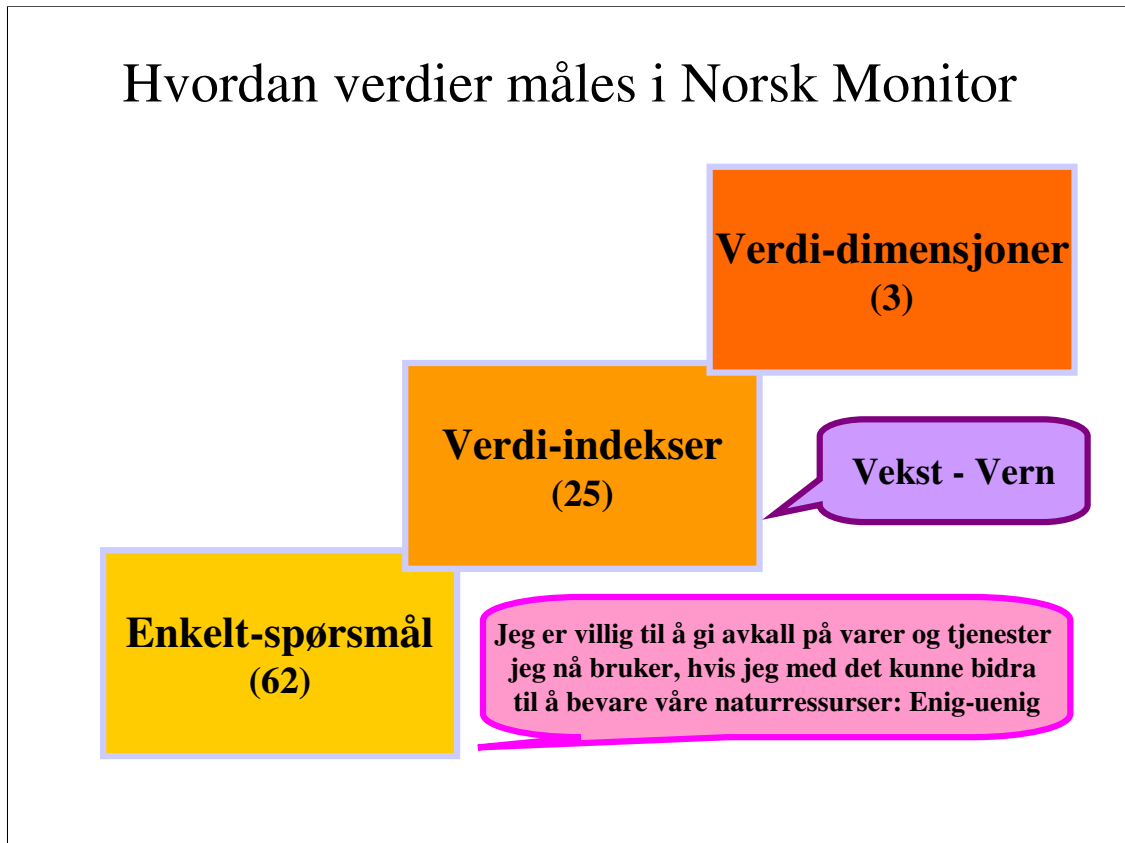 Hvordan verdier måles i Norsk Monitor
Verdi-dimensjoner
(3)
Verdi-indekser
(25)
Vekst - Vern
Enkelt-spørsmål
(62)
Jeg er villig til å gi avkall på varer og tjenester
jeg nå bruker, hvis jeg med det kunne bidra
til å bevare våre naturressurser: Enig-uenig